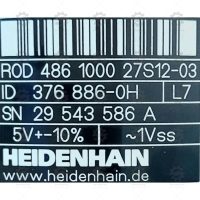 ROD 486 1000 27S12-03
ID 376 886-0H L7
SN 29 543 586 A
5V+-10% ~1Vss
HEIDENHAIN
www.heidenhain.de